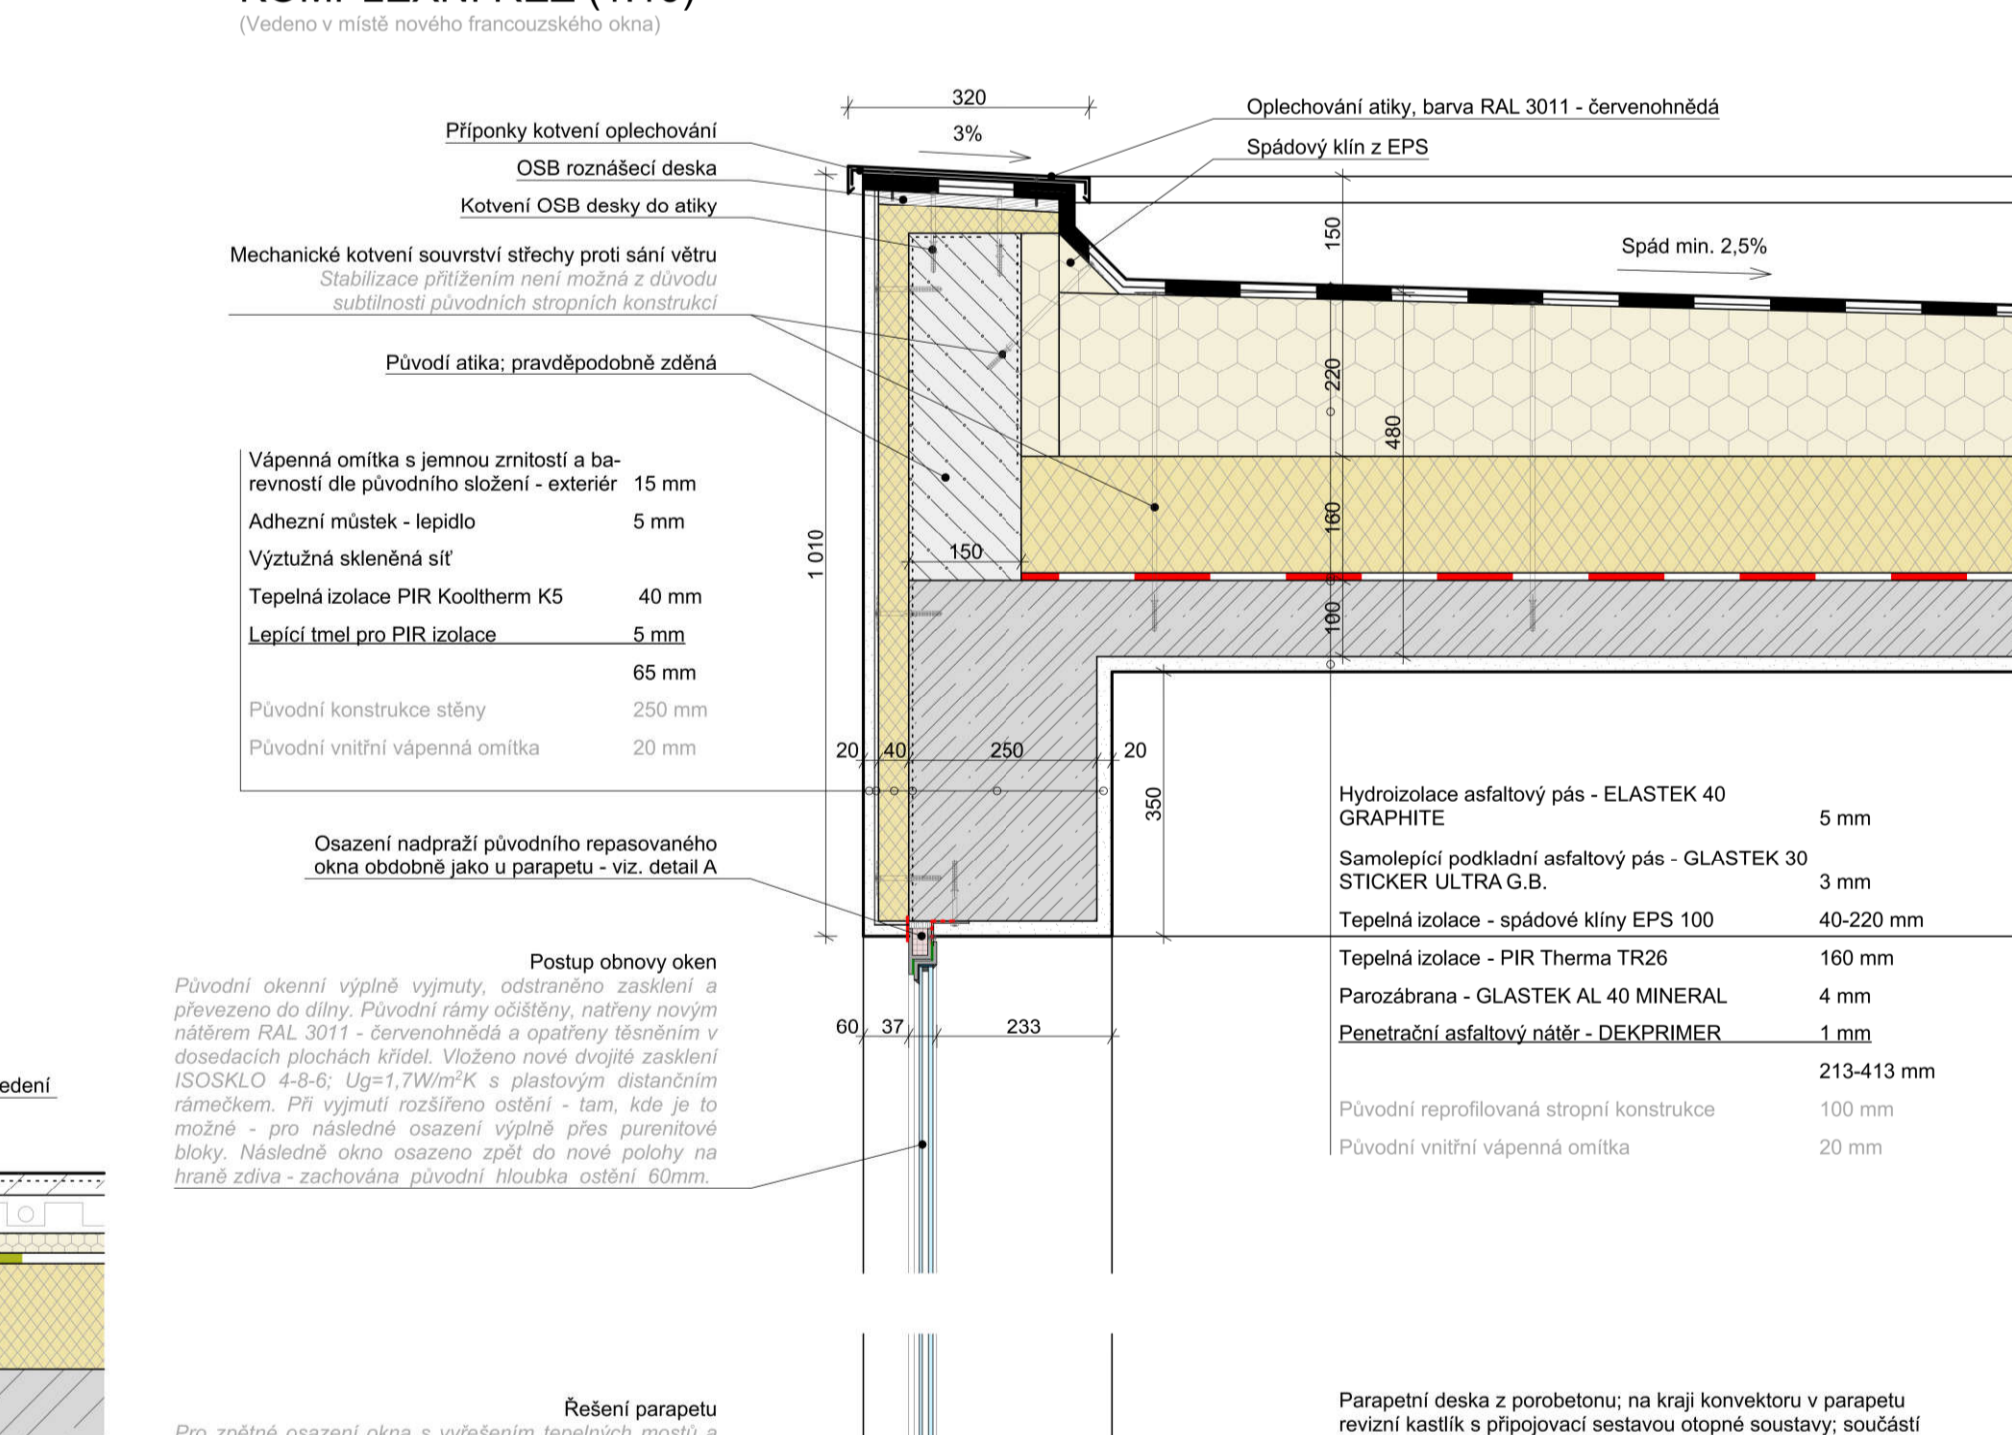 (Vedeno v místě nového francouzského okna)
320
3%
Příponky kotvení oplechování
OSB roznášecí deska
Kotvení OSB desky do atiky
Mechanické kotvení souvrství střechy proti sání větru
Stabilizace přitížením není možná z důvodu
subtilnosti původních stropních konstrukcí
Původí atika; pravděpodobně zděná
Oplechování atiky, barva RAL 3011 - červenohnědá
Spádový klín z EPS
Spád min. 2,5%
150
220
480
160
100
150
1 010
Vápenná omítka s jemnou zrnitostí a ba-
revností dle původního složení - exteriér 15 mm
Adhezní můstek - lepidlo 5 mm
Výztužná skleněná síť
Tepelná izolace PIR Kooltherm K5 40 mm
Lepící tmel pro PIR izolace 5 mm
65 mm
Původní konstrukce stěny 250 mm
Původní vnitřní vápenná omítka 20 mm
20 40 250 20
350
Osazení nadpraží původního repasovaného
okna obdobně jako u parapetu - viz. detail A
Hydroizolace asfaltový pás - ELASTEK 40
GRAPHITE 5 mm
Samolepící podkladní asfaltový pás - GLASTEK 30
STICKER ULTRA G.B. 3 mm
Tepelná izolace - spádové klíny EPS 100 40-220 mm
Tepelná izolace - PIR Therma TR26 160 mm
Parozábrana - GLASTEK AL 40 MINERAL 4 mm
Penetrační asfaltový nátěr - DEKPRIMER 1 mm
213-413 mm
Původní reprofilovaná stropní konstrukce 100 mm
Původní vnitřní vápenná omítka 20 mm
60 37 233
Postup obnovy oken
Původní okenní výplně vyjmuty, odstraněno zasklení a
převezeno do dílny. Původní rámy očištěny, natřeny novým
nátěrem RAL 3011 - červenohnědá a opatřeny těsněním v
dosedacích plochách křídel. Vloženo nové dvojité zasklení
ISOSKLO 4-8-6; Ug=1,7W/m²K s plastovým distančním
rámečkem. Při vyjmutí rozšířeno ostění - tam, kde je to
možné - pro následné osazení výplně přes purenitové
bloky. Následně okno osazeno zpět do nové polohy na
hraně zdiva - zachována původní hloubka ostění 60mm.
edení
Řešení parapetu
Pro zpětné osazení okna s vyřešením tepelných mostů a
Parapetní deska z porobetonu; na kraji konvektoru v parapetu
revizní kastlík s připojovací sestavou otopné soustavy; součástí